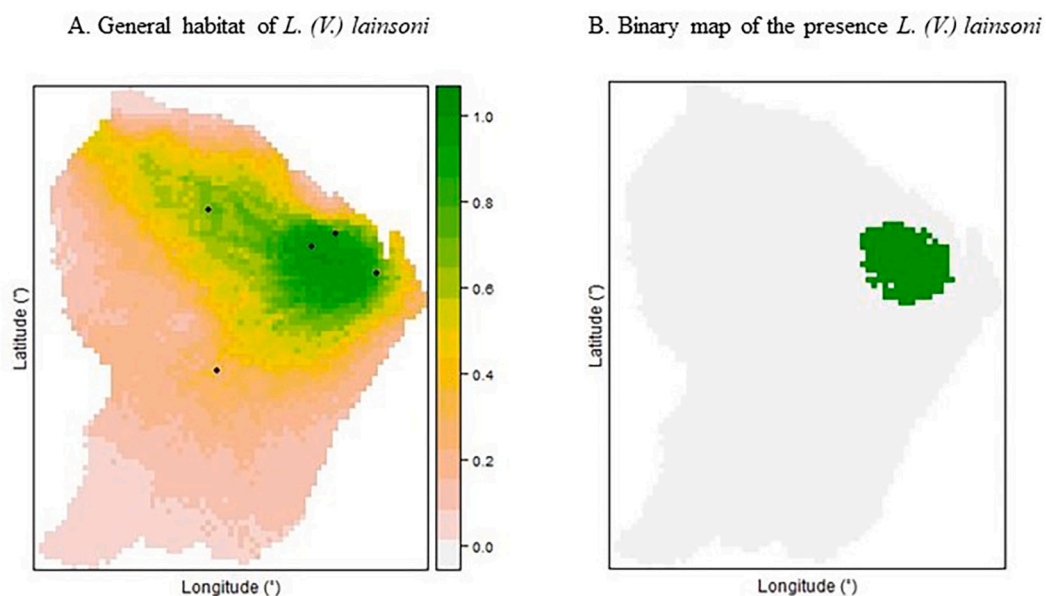 A. General habitat of L. (V.) lainsoni
B. Binary map of the presence L. (V.) lainsoni
1.0
0.8
0.6
0.4
0.2
0.0
Latitude (°)
Longitude (°)
Latitude (°)
Longitude (°)